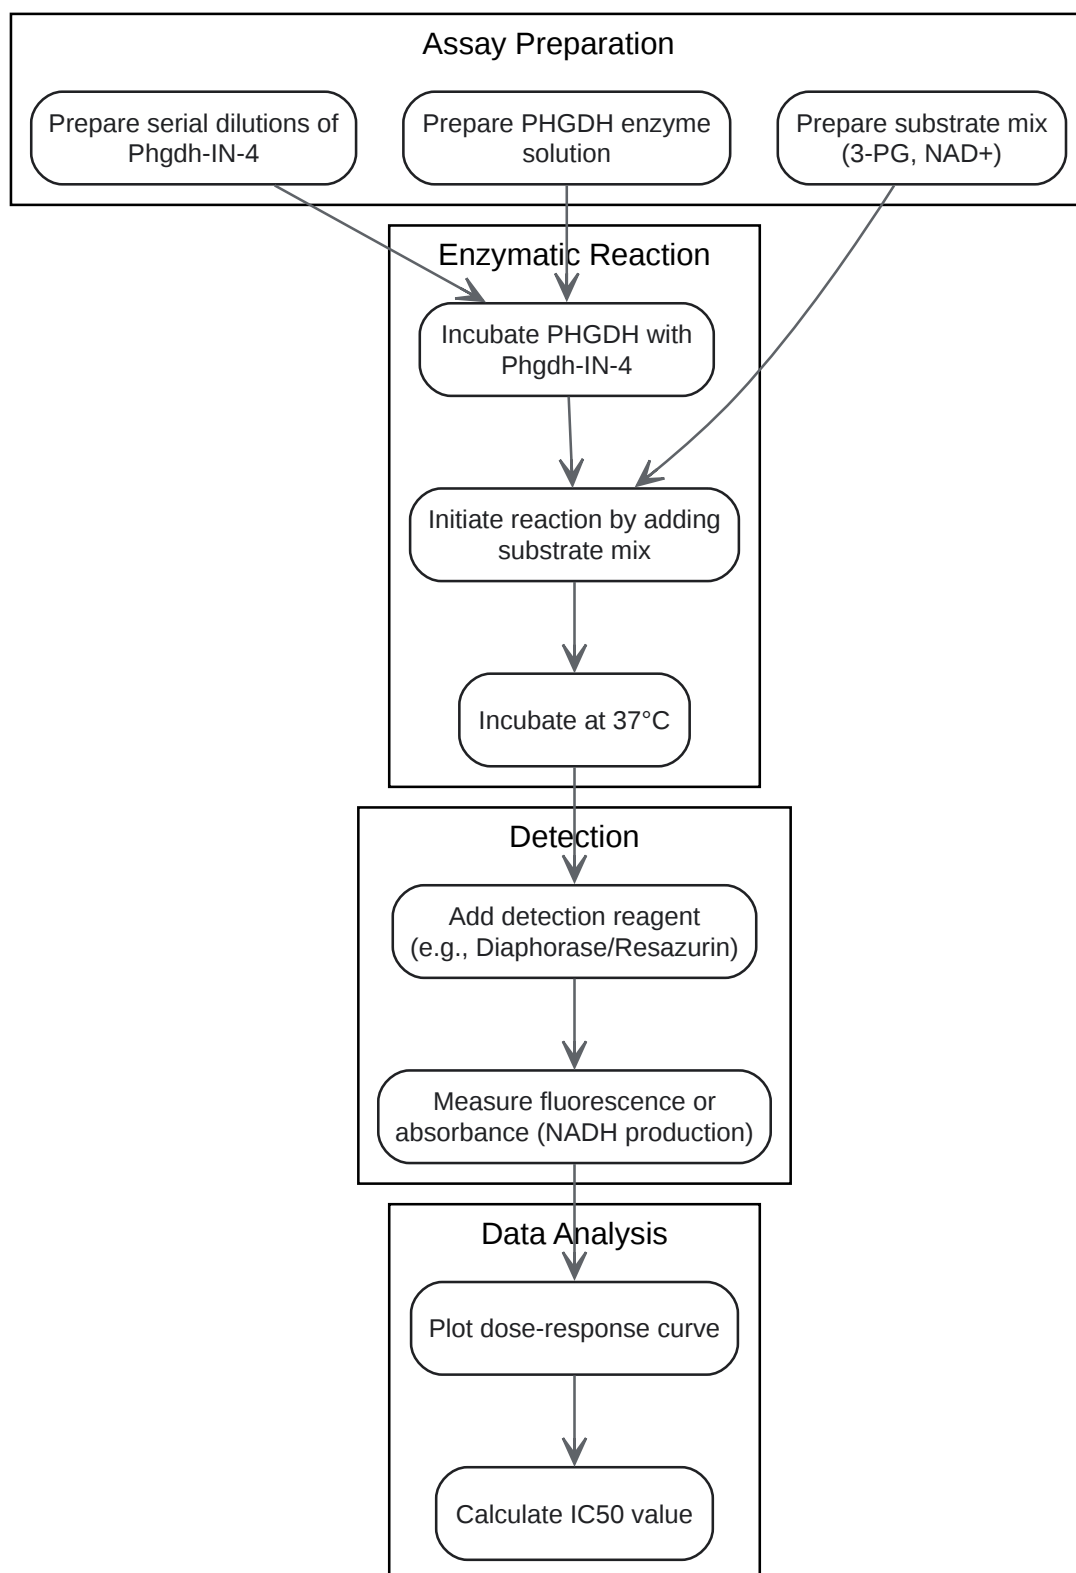 Assay Preparation
Prepare serial dilutions of
Phgdh-IN-4
Prepare PHGDH enzyme
solution
Prepare substrate mix
(3-PG, NAD+)
Enzymatic Reaction
Incubate PHGDH with
Phgdh-IN-4
Initiate reaction by adding
substrate mix
Incubate at 37°C
Detection
Add detection reagent
(e.g., Diaphorase/Resazurin)
Measure fluorescence or
absorbance (NADH production)
Data Analysis
Plot dose-response curve
Calculate IC50 value